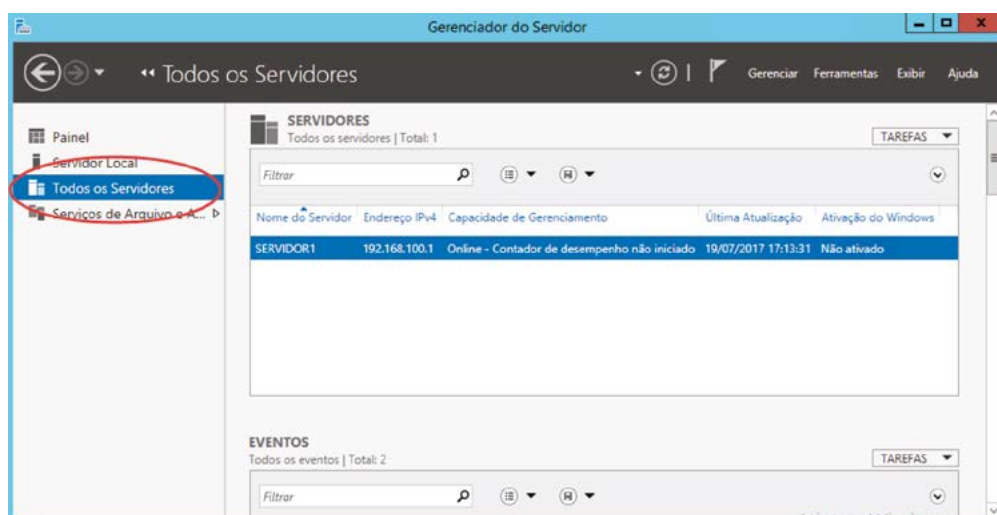 Gerenciador do Servidor
Todos os Servidores
Gerenciar Ferramentas Exibir Ajuda
Painel
Servidor Local
Todos os Servidores
Serviços de Arquivo e A...
SERVIDORES
Todos os servidores | Total: 1
TAREFAS
Filtrar
Nome do Servidor Endereço IPv4 Capacidade de Gerenciamento Última Atualização Ativação do Windows
SERVIDOR1 192.168.100.1 Online - Contador de desempenho não iniciado 19/07/2017 17:13:31 Não ativado
EVENTOS
Todos os eventos | Total: 2
TAREFAS
Filtrar